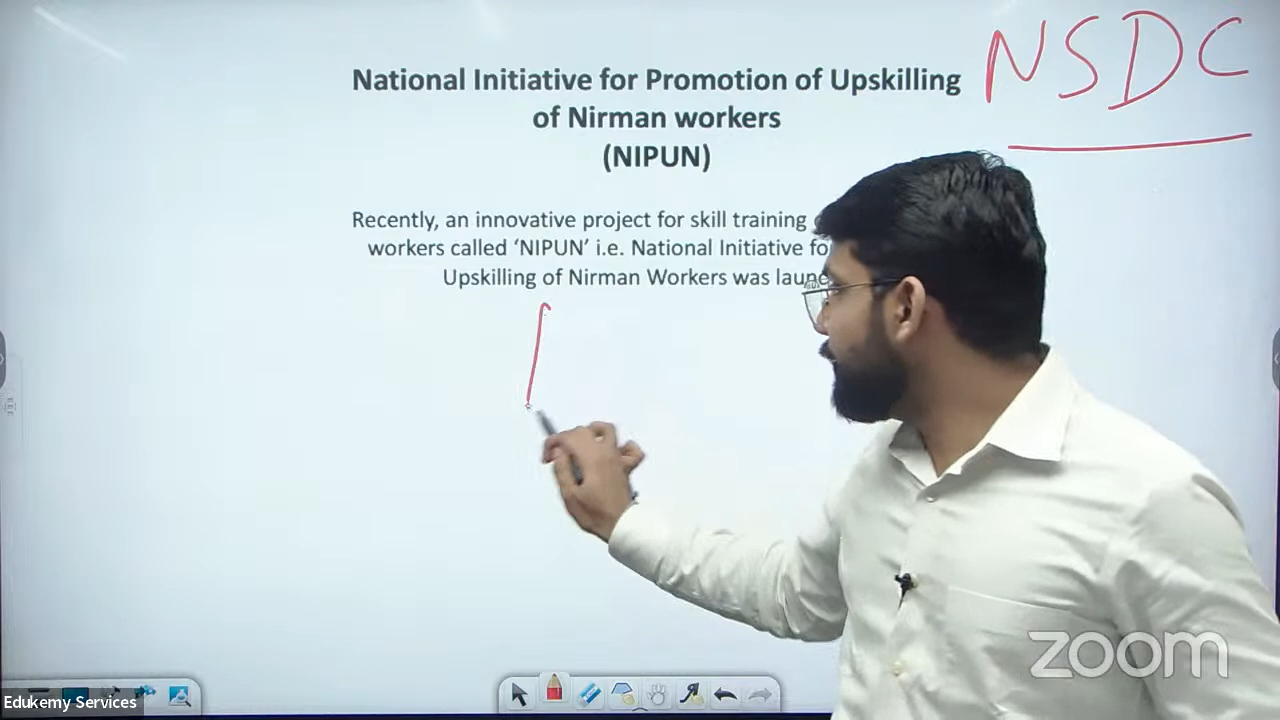 NSDC
National Initiative for Promotion of Upskilling
of Nirman workers
(NIPUN)
Recently, an innovative project for skill training
workers called ‘NIPUN’ i.e. National Initiative fo
Upskilling of Nirman Workers was laun
zoom
Edukemy Services